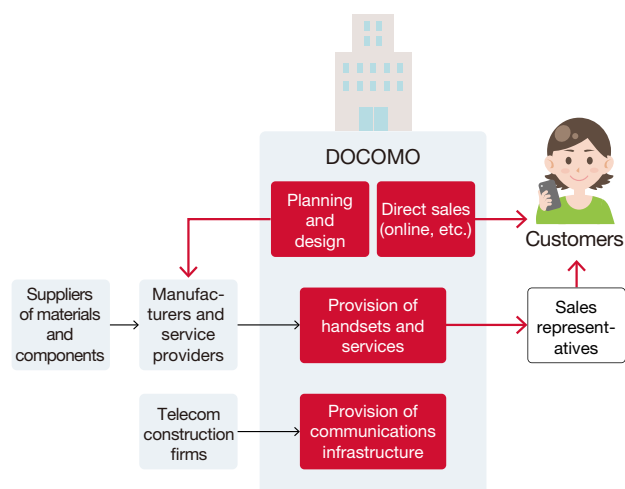 DOCOMO
Planning
and
design
Direct sales
(online, etc.)
Customers
Suppliers
of materials
and
components
Manufac-
turers and
service
providers
Provision
of handsets
and services
Sales
represent-
atives
Telecom
construction
firms
Provision of
communications
infrastructure